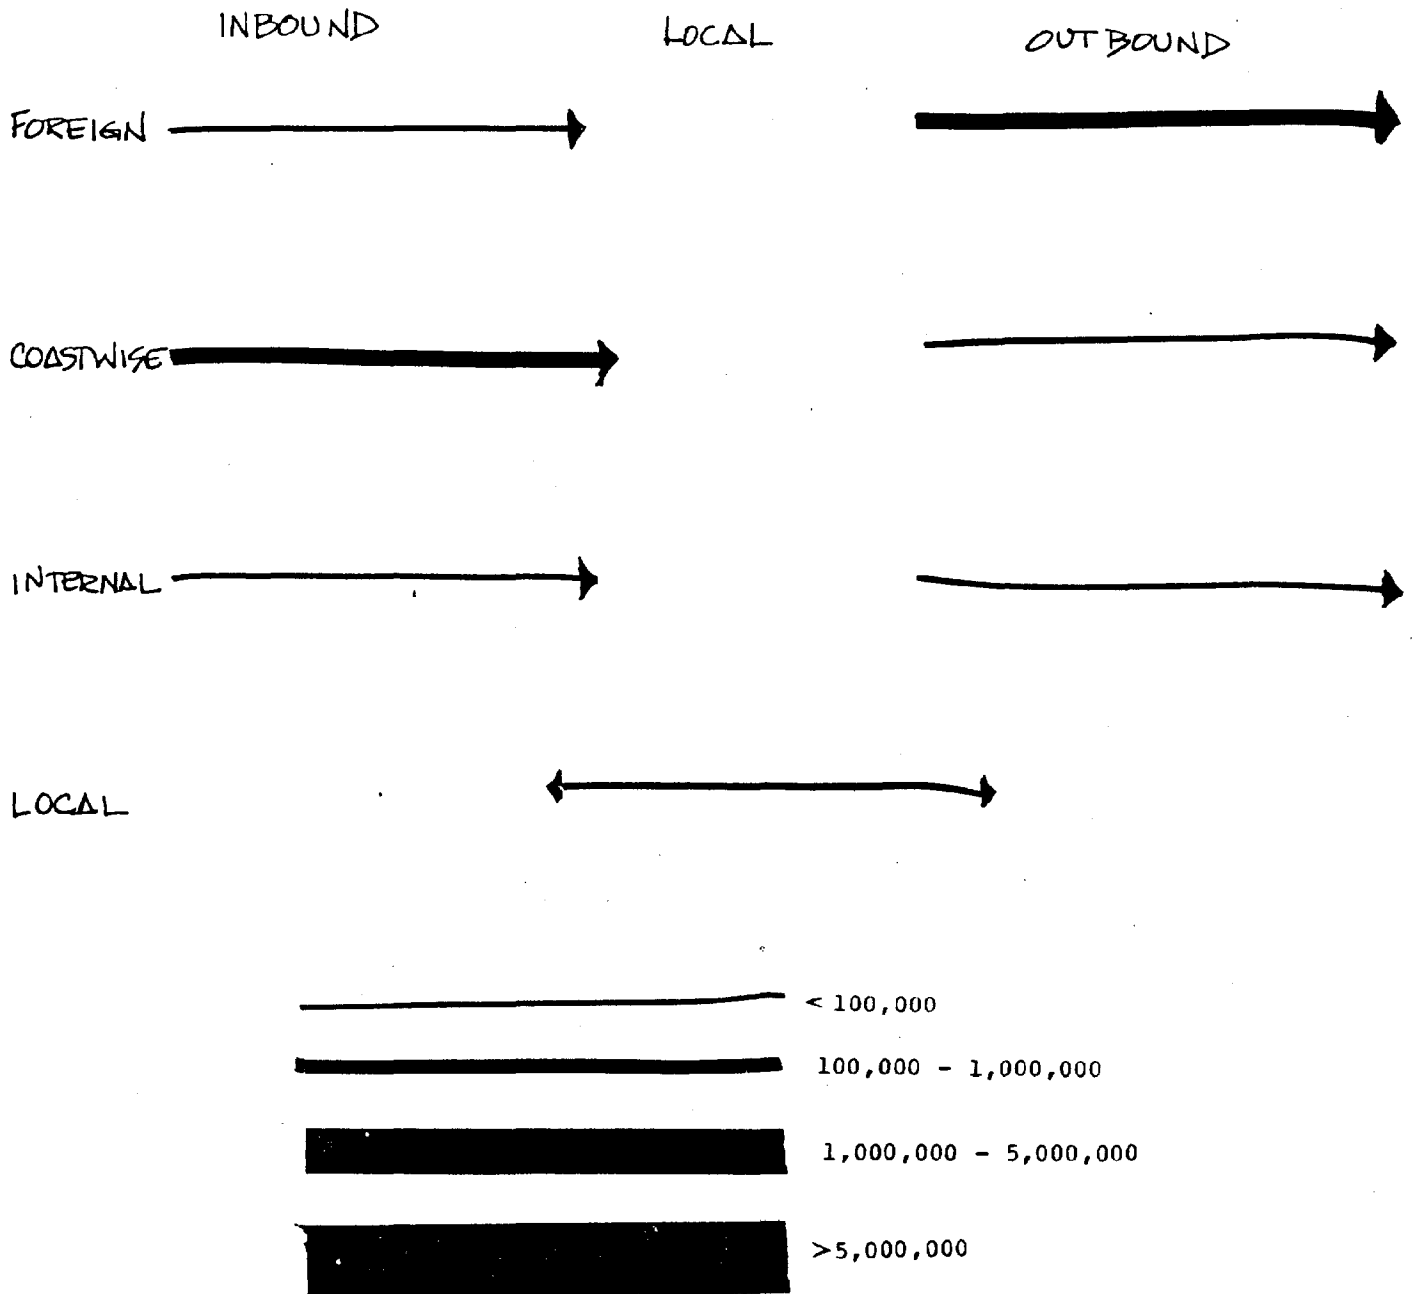 INBOUND LOCAL OUTBOUND
FOREIGN
COASTWISE
INTERNAL
LOCAL
< 100,000
100,000 - 1,000,000
1,000,000 - 5,000,000
>5,000,000